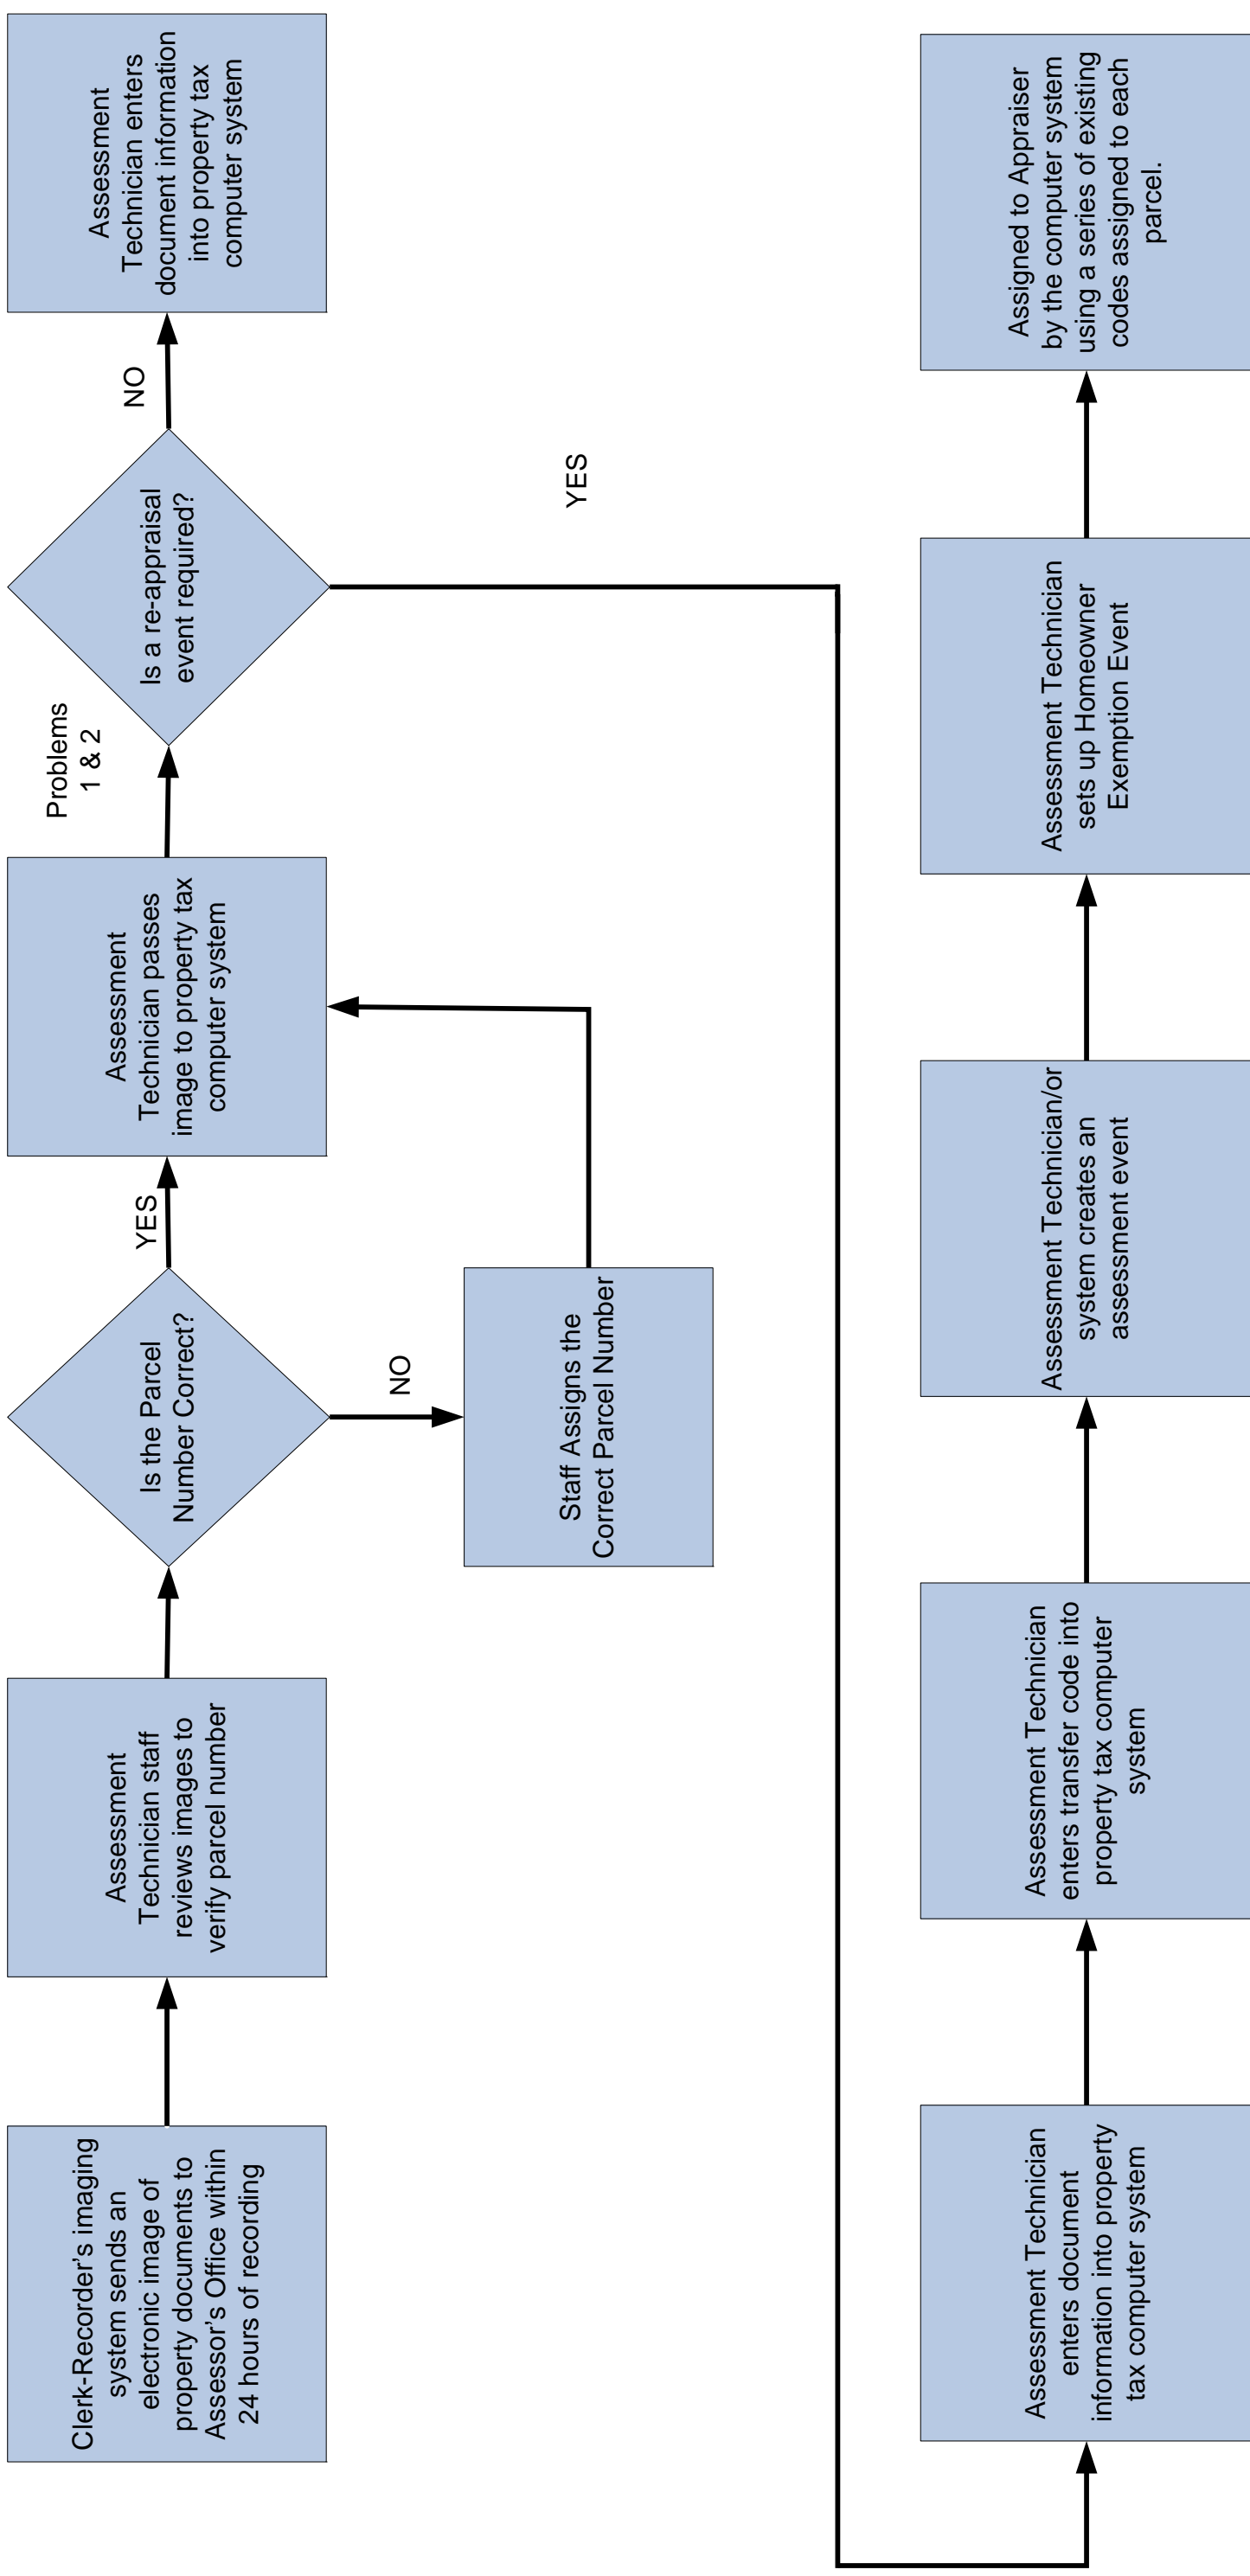 Clerk-Recorder's imaging
system sends an
electronic image of
property documents to
Assessor's Office within
24 hours of recording
Assessment
Technician staff
reviews images to
verify parcel number
Is the Parcel
Number Correct?
YES
NO
Staff Assigns the
Correct Parcel Number
Assessment
Technician passes
image to property tax
computer system
Problems
1 & 2
Is a re-appraisal
event required?
NO
YES
Assessment
Technician enters
document information
into property tax
computer system
Assessment Technician
enters document
information into property
tax computer system
Assessment Technician
enters transfer code into
property tax computer
system
Assessment Technician/or
system creates an
assessment event
Assessment Technician
sets up Homeowner
Exemption Event
Assigned to Appraiser
by the computer system
using a series of existing
codes assigned to each
parcel.